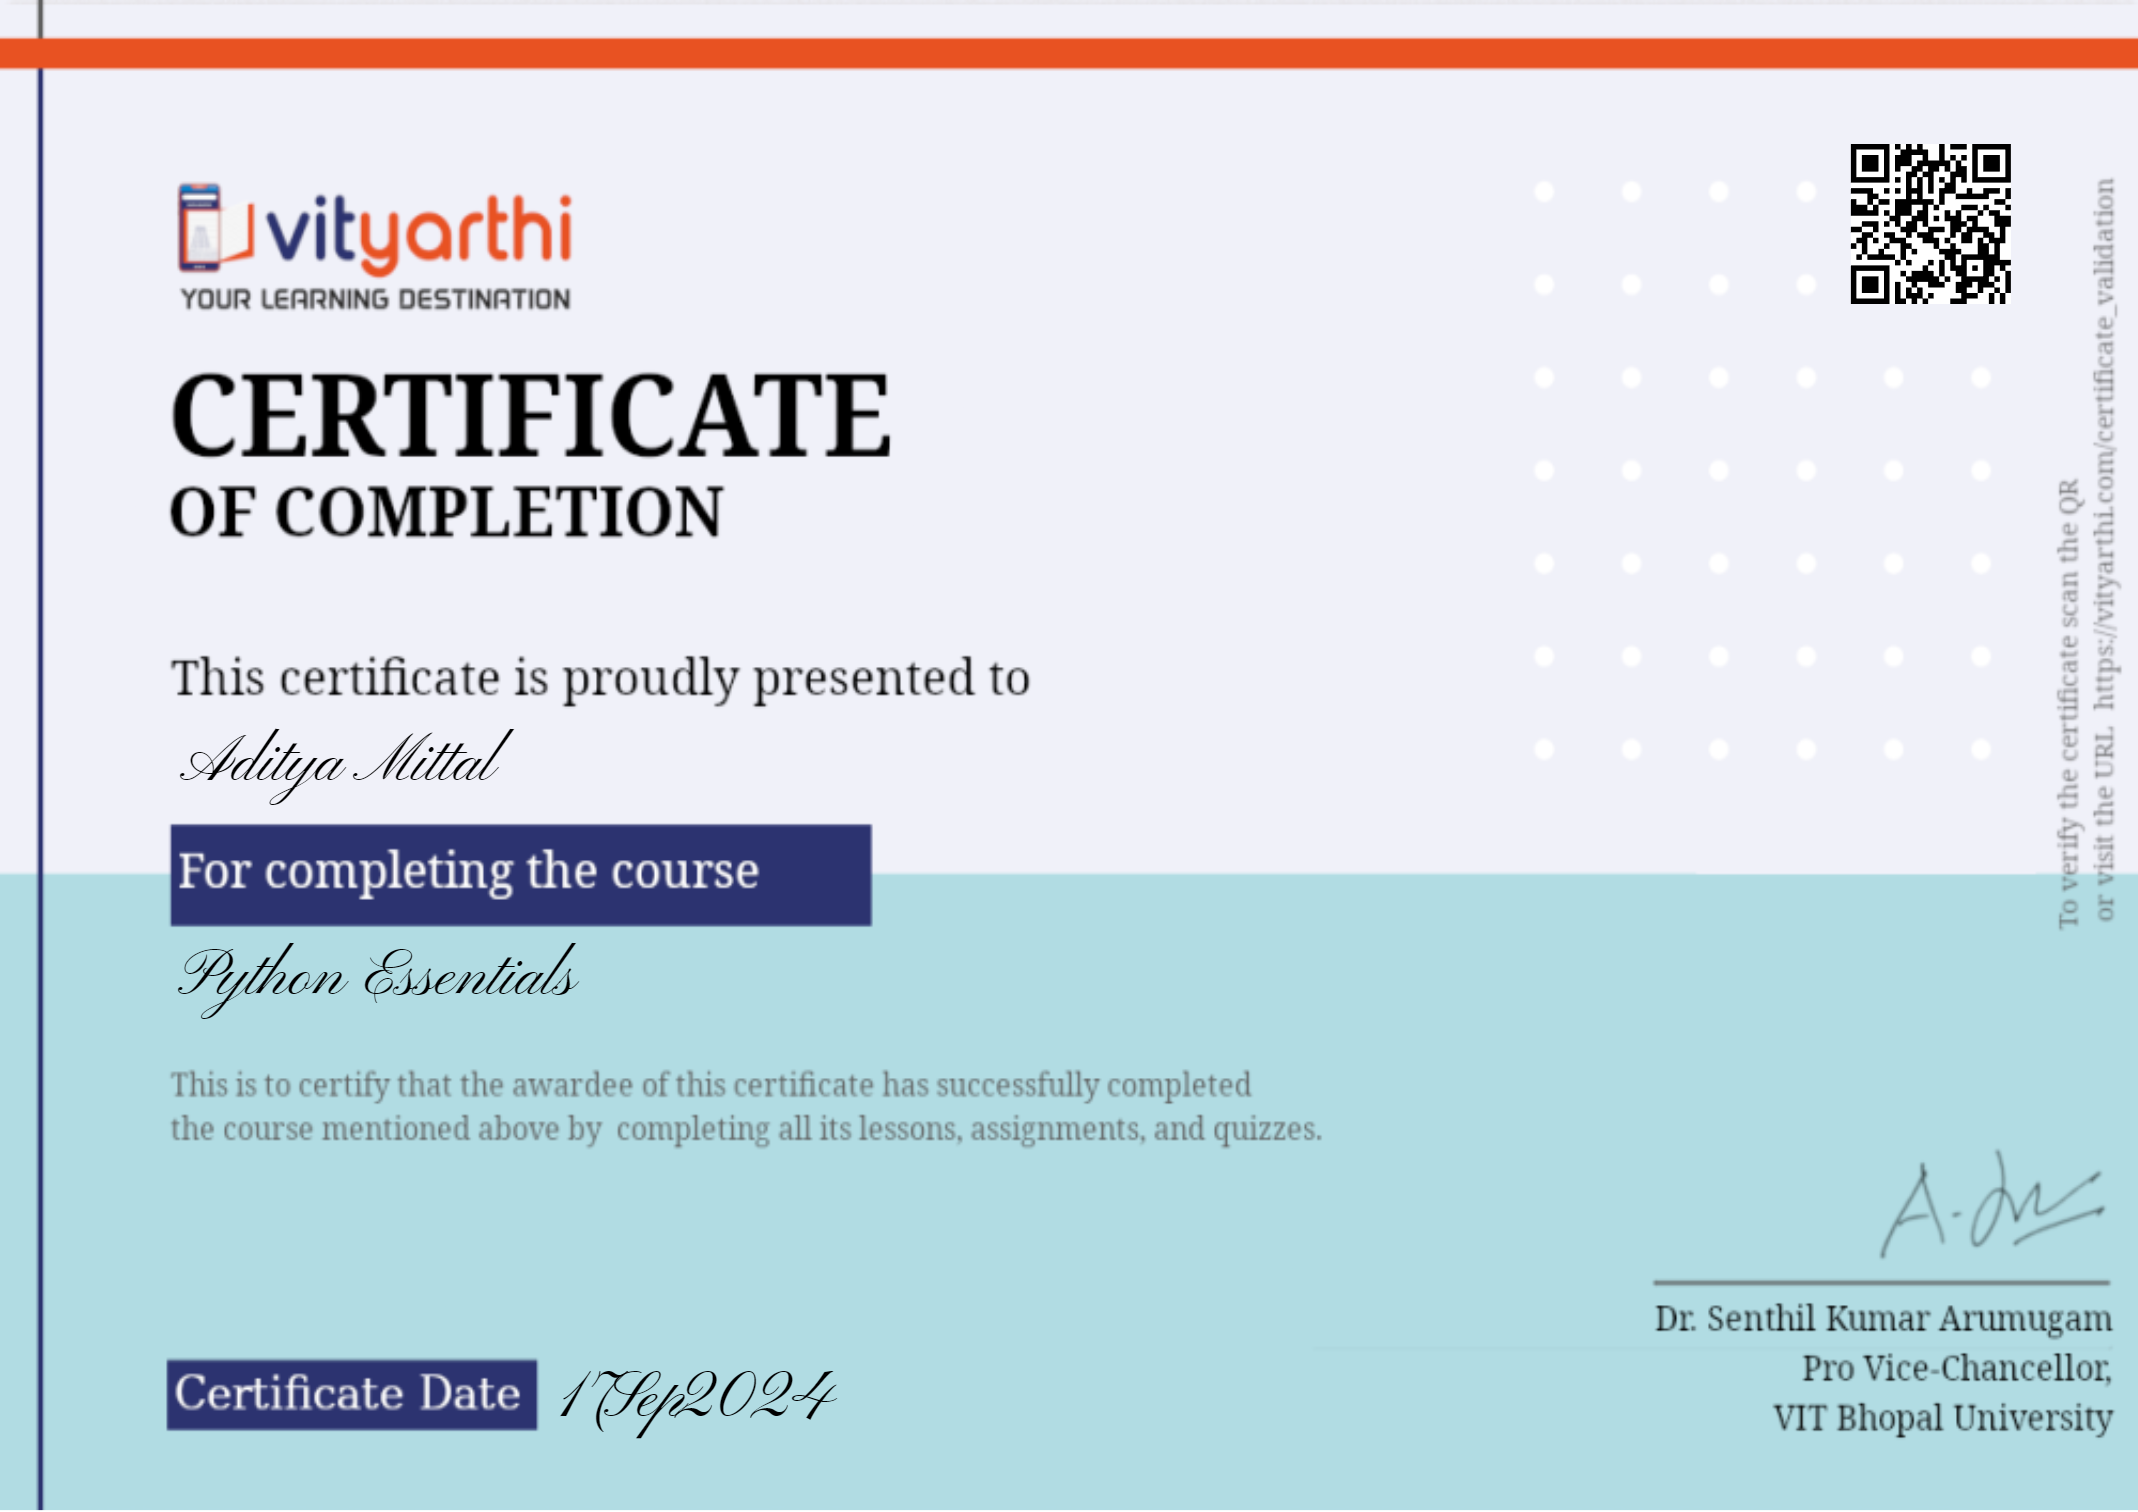 vityarthi
YOUR LEARNING DESTINATION
CERTIFICATE
OF COMPLETION
This certificate is proudly presented to
Aditya Mittal
For completing the course
Python Essentials
This is to certify that the awardee of this certificate has successfully completed
the course mentioned above by completing all its lessons, assignments, and quizzes.
Certificate Date 17Sep2024
Dr. Senthil Kumar Arumugam
Pro Vice-Chancellor,
VIT Bhopal University
To verify the certificate scan the QR
or visit the URL https://vityarthi.com/certificate_validation